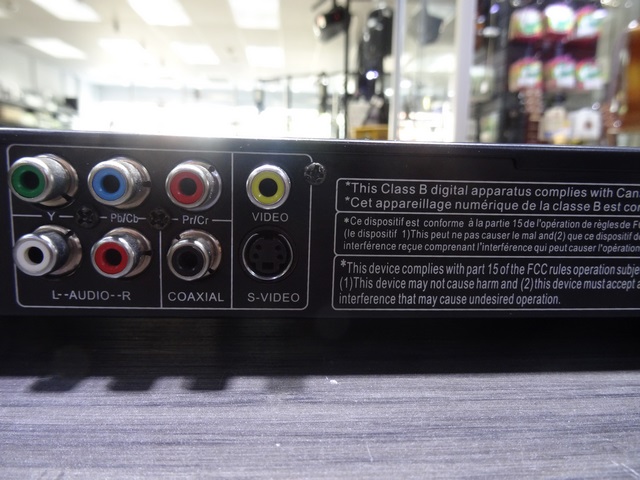 Y Pb/Cb Pr/Cr VIDEO
L--AUDIO--R COAXIAL S-VIDEO
*This Class B digital apparatus complies with Can
*Cet appareillage numérique de la classe B est con
*Ce dispositif est conforme à la partie 15 de l'opération de règles de F
(le dispositif 1)This peut ne pas causer le mal and(2) que ce dispositif do
interférence reçue comprenant l'interférence qui peut causer l'opération
*This device complies with part 15 of the FCC rules operation subje
(1)This device may not cause harm and (2)this device must accept a
interference that may cause undesired operation.